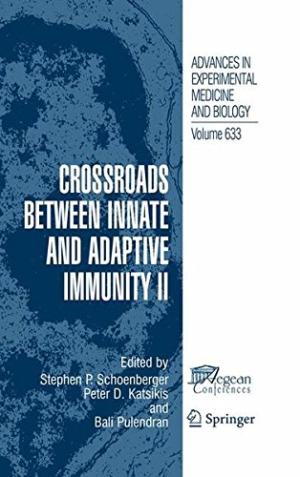 ADVANCES IN
EXPERIMENTAL
MEDICINE
AND BIOLOGY
Volume 633
CROSSROADS
BETWEEN INNATE
AND ADAPTIVE
IMMUNITY II
Edited by
Stephen P. Schoenberger
Peter D. Katsikis
and
Bali Pulendran
Aegean
Conferences
Springer